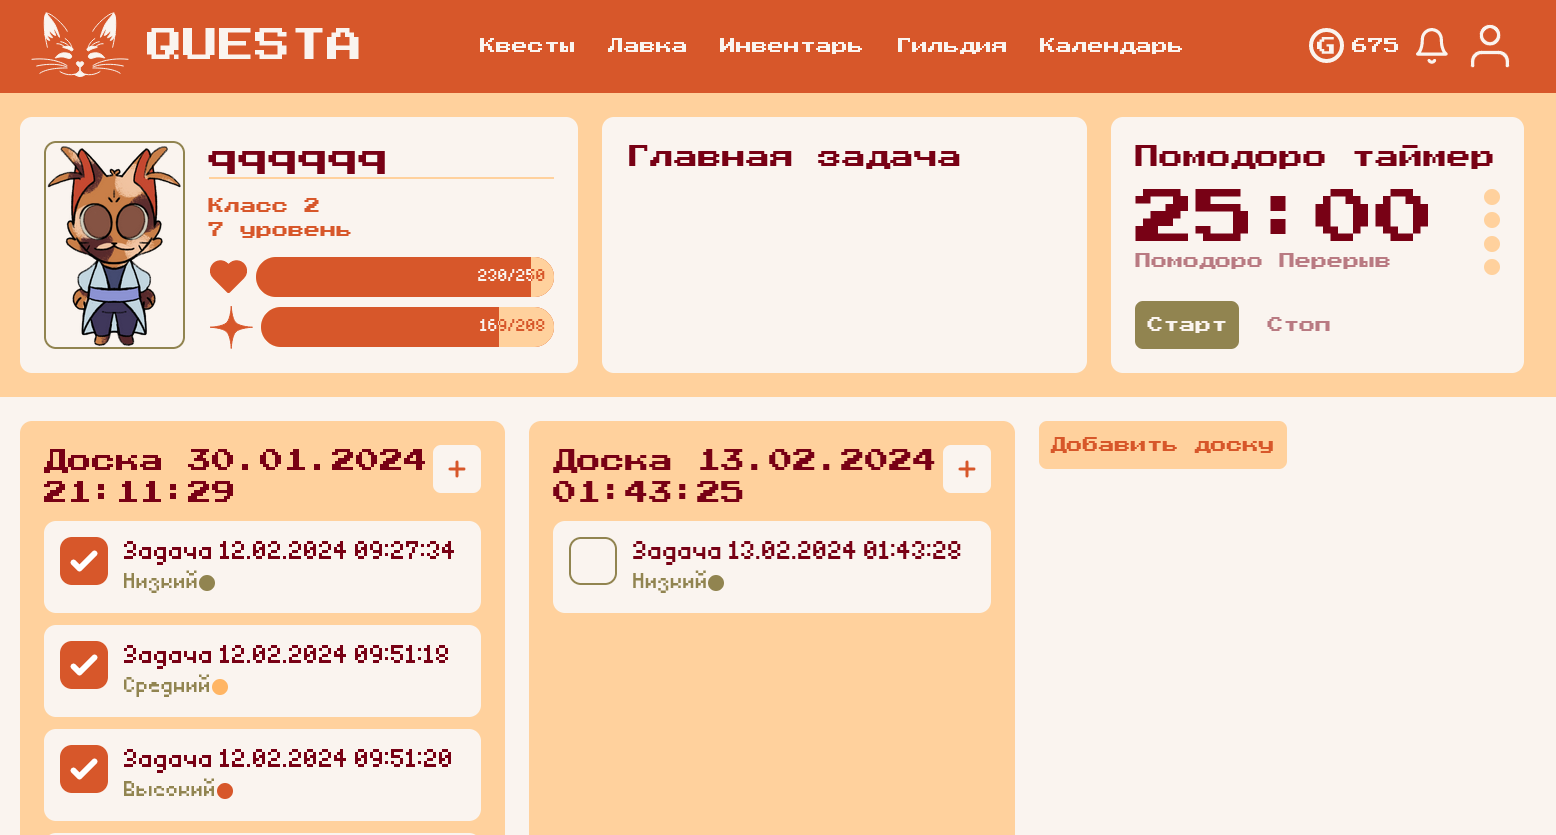 QUESTA
Квесты Лавка Инвентарь Гильдия Календарь
G 675
qqqqqq
Класс 2
7 уровень
230/250
169/208
Главная задача
Помодоро таймер
25:00
Помодоро Перерыв
Старт Стоп
Доска 30.01.2024
21:11:29
+
Задача 12.02.2024 09:27:34
Низкий
Задача 12.02.2024 09:51:18
Средний
Задача 12.02.2024 09:51:20
Высокий
Доска 13.02.2024
01:43:25
+
Задача 13.02.2024 01:43:28
Низкий
Добавить доску